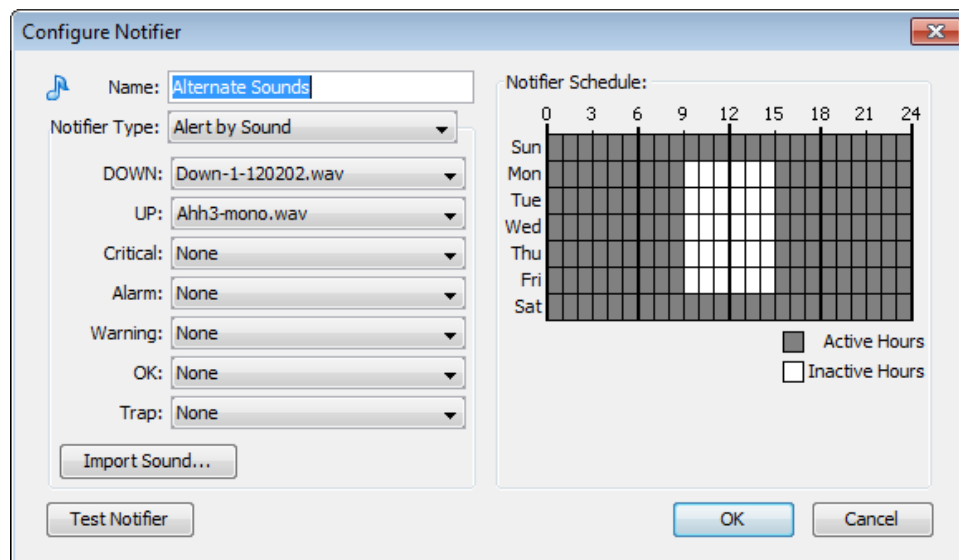 Configure Notifier
Name: Alternate Sounds
Notifier Type: Alert by Sound
DOWN: Down-1-120202.wav
UP: Ahh3-mono.wav
Critical: None
Alarm: None
Warning: None
OK: None
Trap: None
Import Sound...
Test Notifier
Notifier Schedule:
0 3 6 9 12 15 18 21 24
Sun
Mon
Tue
Wed
Thu
Fri
Sat
Active Hours
Inactive Hours
OK
Cancel